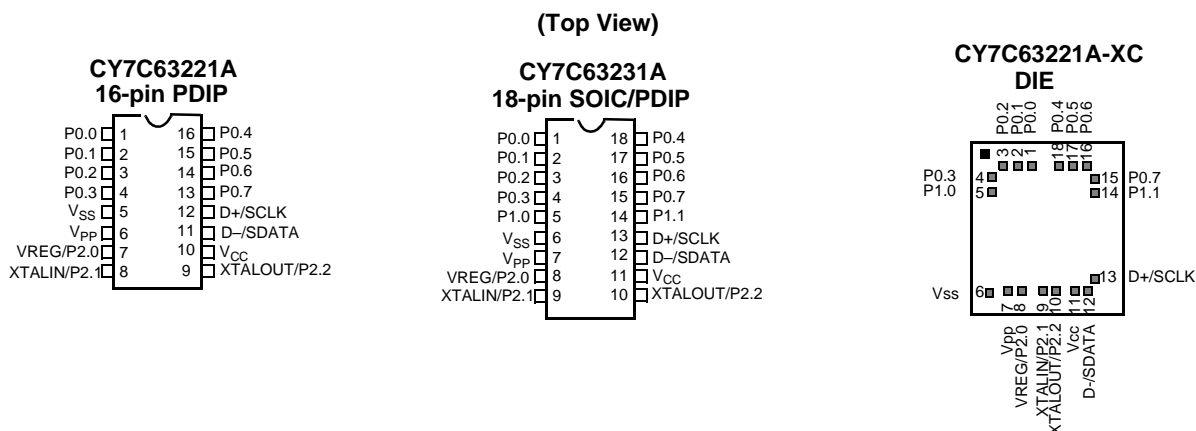 (Top View)
CY7C63221A
16-pin PDIP
P0.0 1 16 P0.4
P0.1 2 15 P0.5
P0.2 3 14 P0.6
P0.3 4 13 P0.7
VSS 5 12 D+/SCLK
VPP 6 11 D–/SDATA
VREG/P2.0 7 10 VCC
XTALIN/P2.1 8 9 XTALOUT/P2.2
CY7C63231A
18-pin SOIC/PDIP
P0.0 1 18 P0.4
P0.1 2 17 P0.5
P0.2 3 16 P0.6
P0.3 4 15 P0.7
P1.0 5 14 P1.1
VSS 6 13 D+/SCLK
VPP 7 12 D–/SDATA
VREG/P2.0 8 11 VCC
XTALIN/P2.1 9 10 XTALOUT/P2.2
CY7C63221A-XC
DIE
P0.2 P0.1 P0.0 P0.4 P0.5 P0.6
3 2 1 18 17 16
P0.3 4 15 P0.7
P1.0 5 14 P1.1
13 D+/SCLK
Vss 6
7 8 9 10 11 12
Vpp VREG/P2.0 XTALIN/P2.1 XTALOUT/P2.2 Vcc D-/SDATA